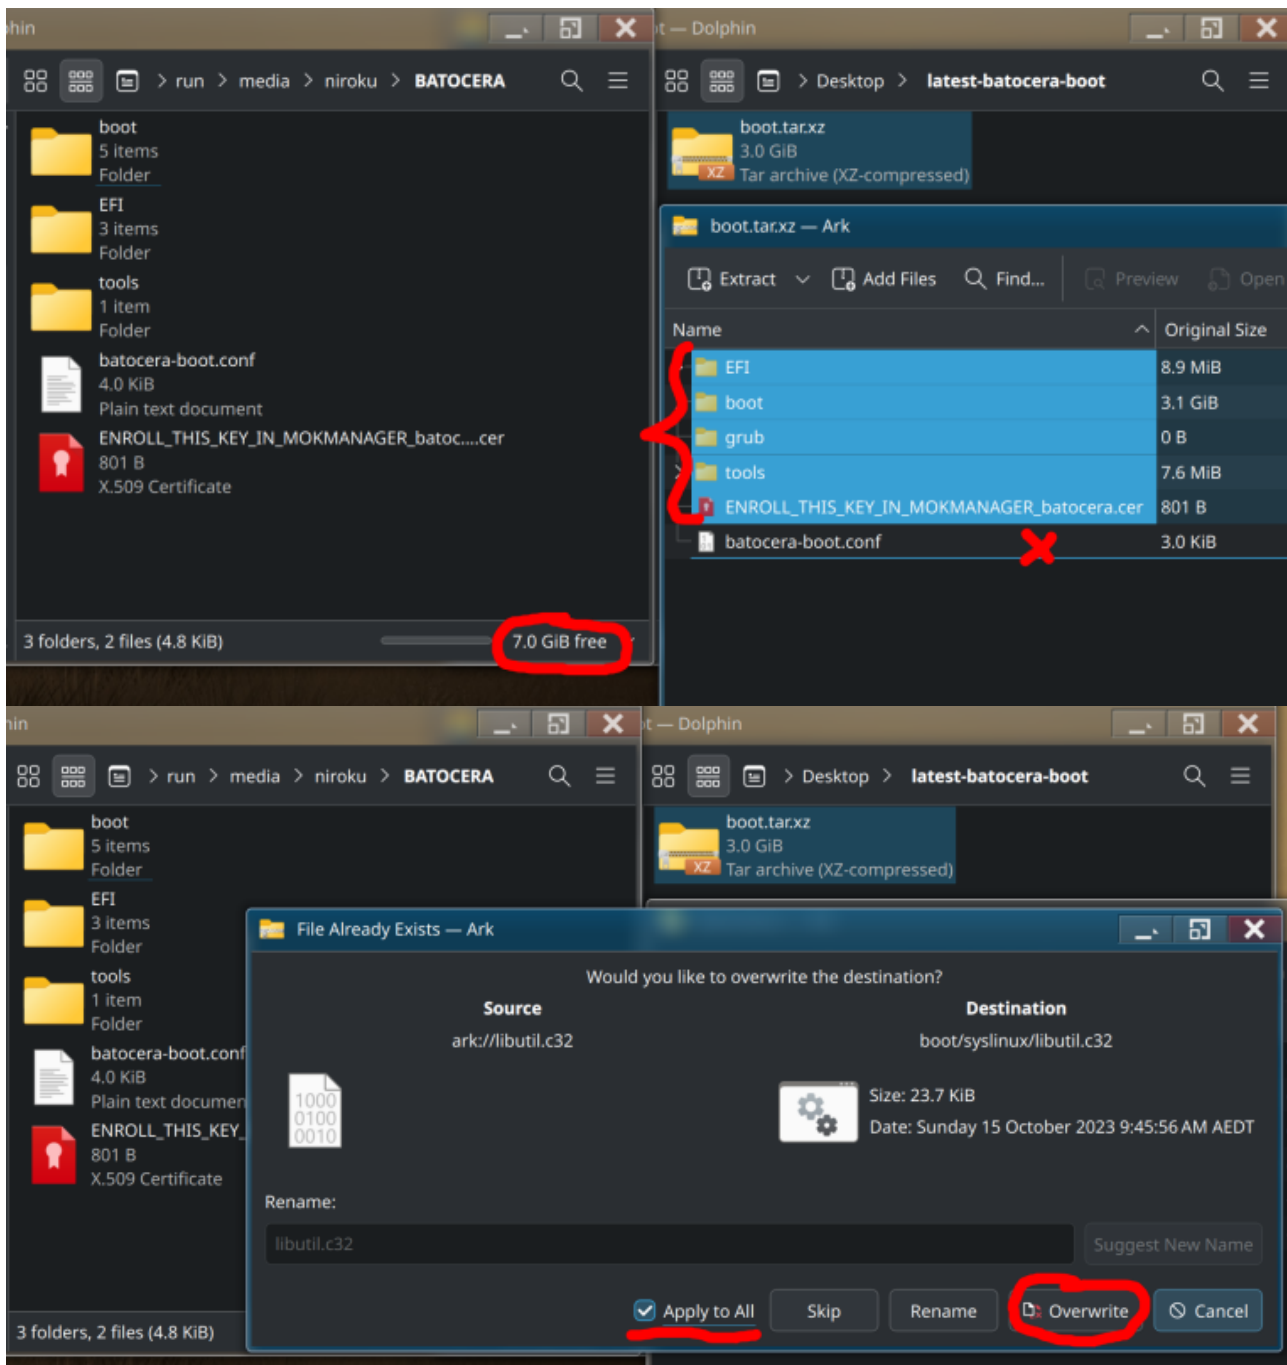 hin
t — Dolphin
> run > media > niroku > BATOCERA
> Desktop > latest-batocera-boot
boot
5 items
Folder
EFI
3 items
Folder
tools
1 item
Folder
batocera-boot.conf
4.0 KiB
Plain text document
ENROLL_THIS_KEY_IN_MOKMANAGER_batoc....cer
801 B
X.509 Certificate
3 folders, 2 files (4.8 KiB)
7.0 GiB free
boot.tar.xz
3.0 GiB
XZ
Tar archive (XZ-compressed)
boot.tar.xz — Ark
Extract
Add Files
Find...
Preview
Open
Name
Original Size
EFI 8.9 MiB
boot 3.1 GiB
grub 0 B
tools 7.6 MiB
ENROLL_THIS_KEY_IN_MOKMANAGER_batocera.cer 801 B
batocera-boot.conf 3.0 KiB
hin
t — Dolphin
> run > media > niroku > BATOCERA
> Desktop > latest-batocera-boot
boot
5 items
Folder
EFI
3 items
Folder
tools
1 item
Folder
batocera-boot.conf
4.0 KiB
Plain text documen
ENROLL_THIS_KEY_
801 B
X.509 Certificate
3 folders, 2 files (4.8 KiB)
boot.tar.xz
3.0 GiB
XZ
Tar archive (XZ-compressed)
File Already Exists — Ark
Would you like to overwrite the destination?
Source
ark://libutil.c32
Destination
boot/syslinux/libutil.c32
1000
0100
0010
Size: 23.7 KiB
Date: Sunday 15 October 2023 9:45:56 AM AEDT
Rename:
libutil.c32
Suggest New Name
Apply to All
Skip
Rename
Overwrite
Cancel